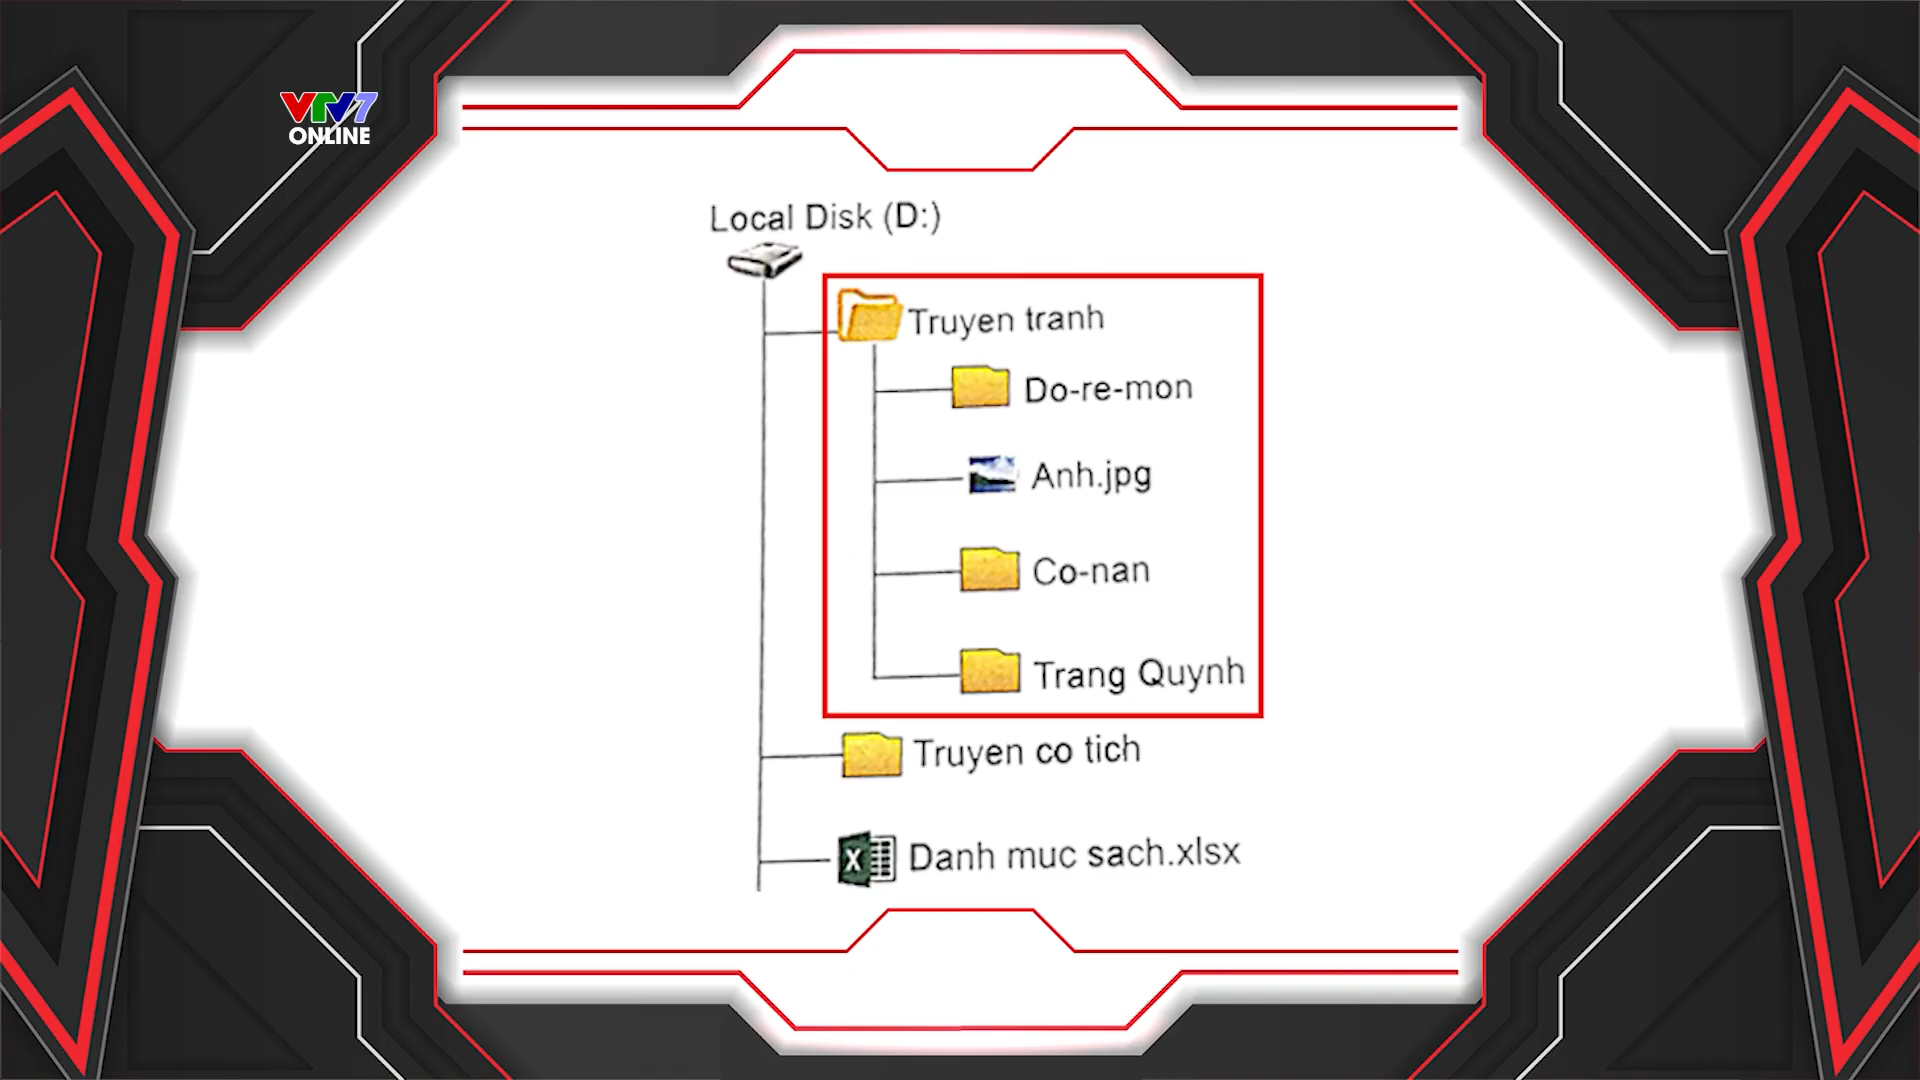 VTV7
ONLINE
Local Disk (D:)
Truyen tranh
Do-re-mon
Anh.jpg
Co-nan
Trang Quynh
Truyen co tich
X
Danh muc sach.xlsx